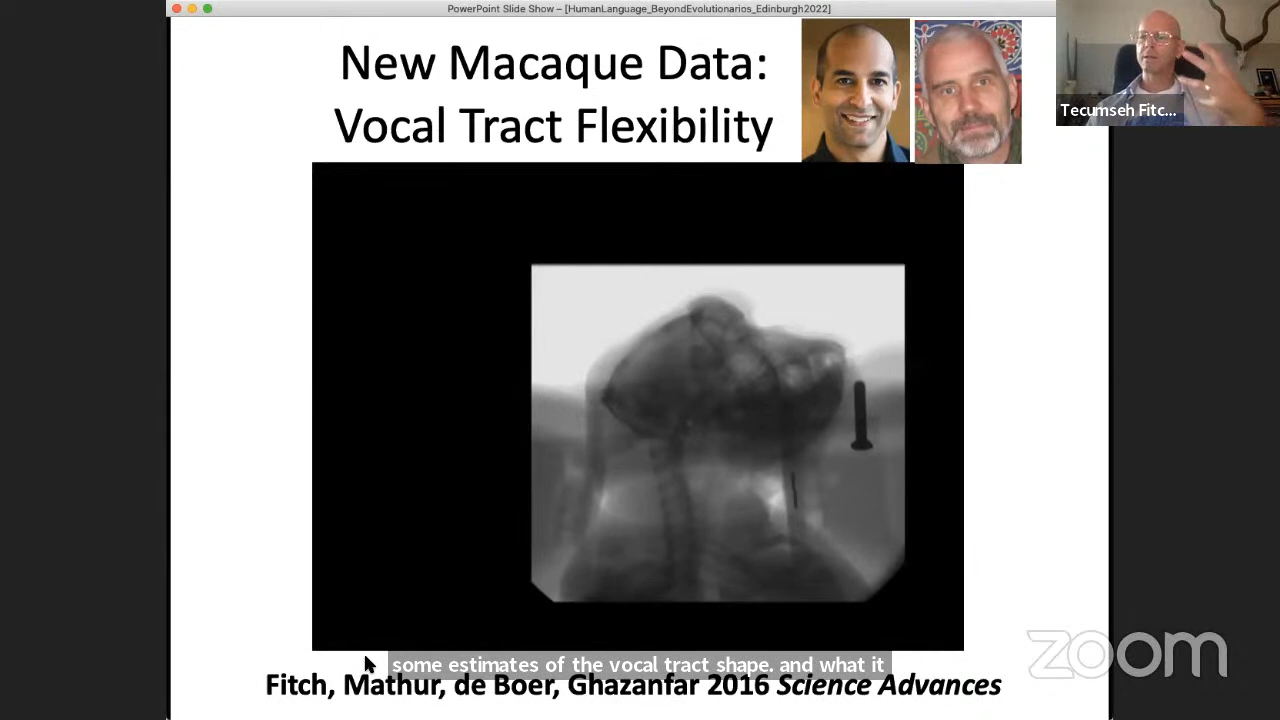 PowerPoint Slide Show – [HumanLanguage_BeyondEvolutionarios_Edinburgh2022]
New Macaque Data:
Vocal Tract Flexibility
Tecumseh Fitc...
some estimates of the vocal tract shape. and what it
Fitch, Mathur, de Boer, Ghazanfar 2016 Science Advances
zoom